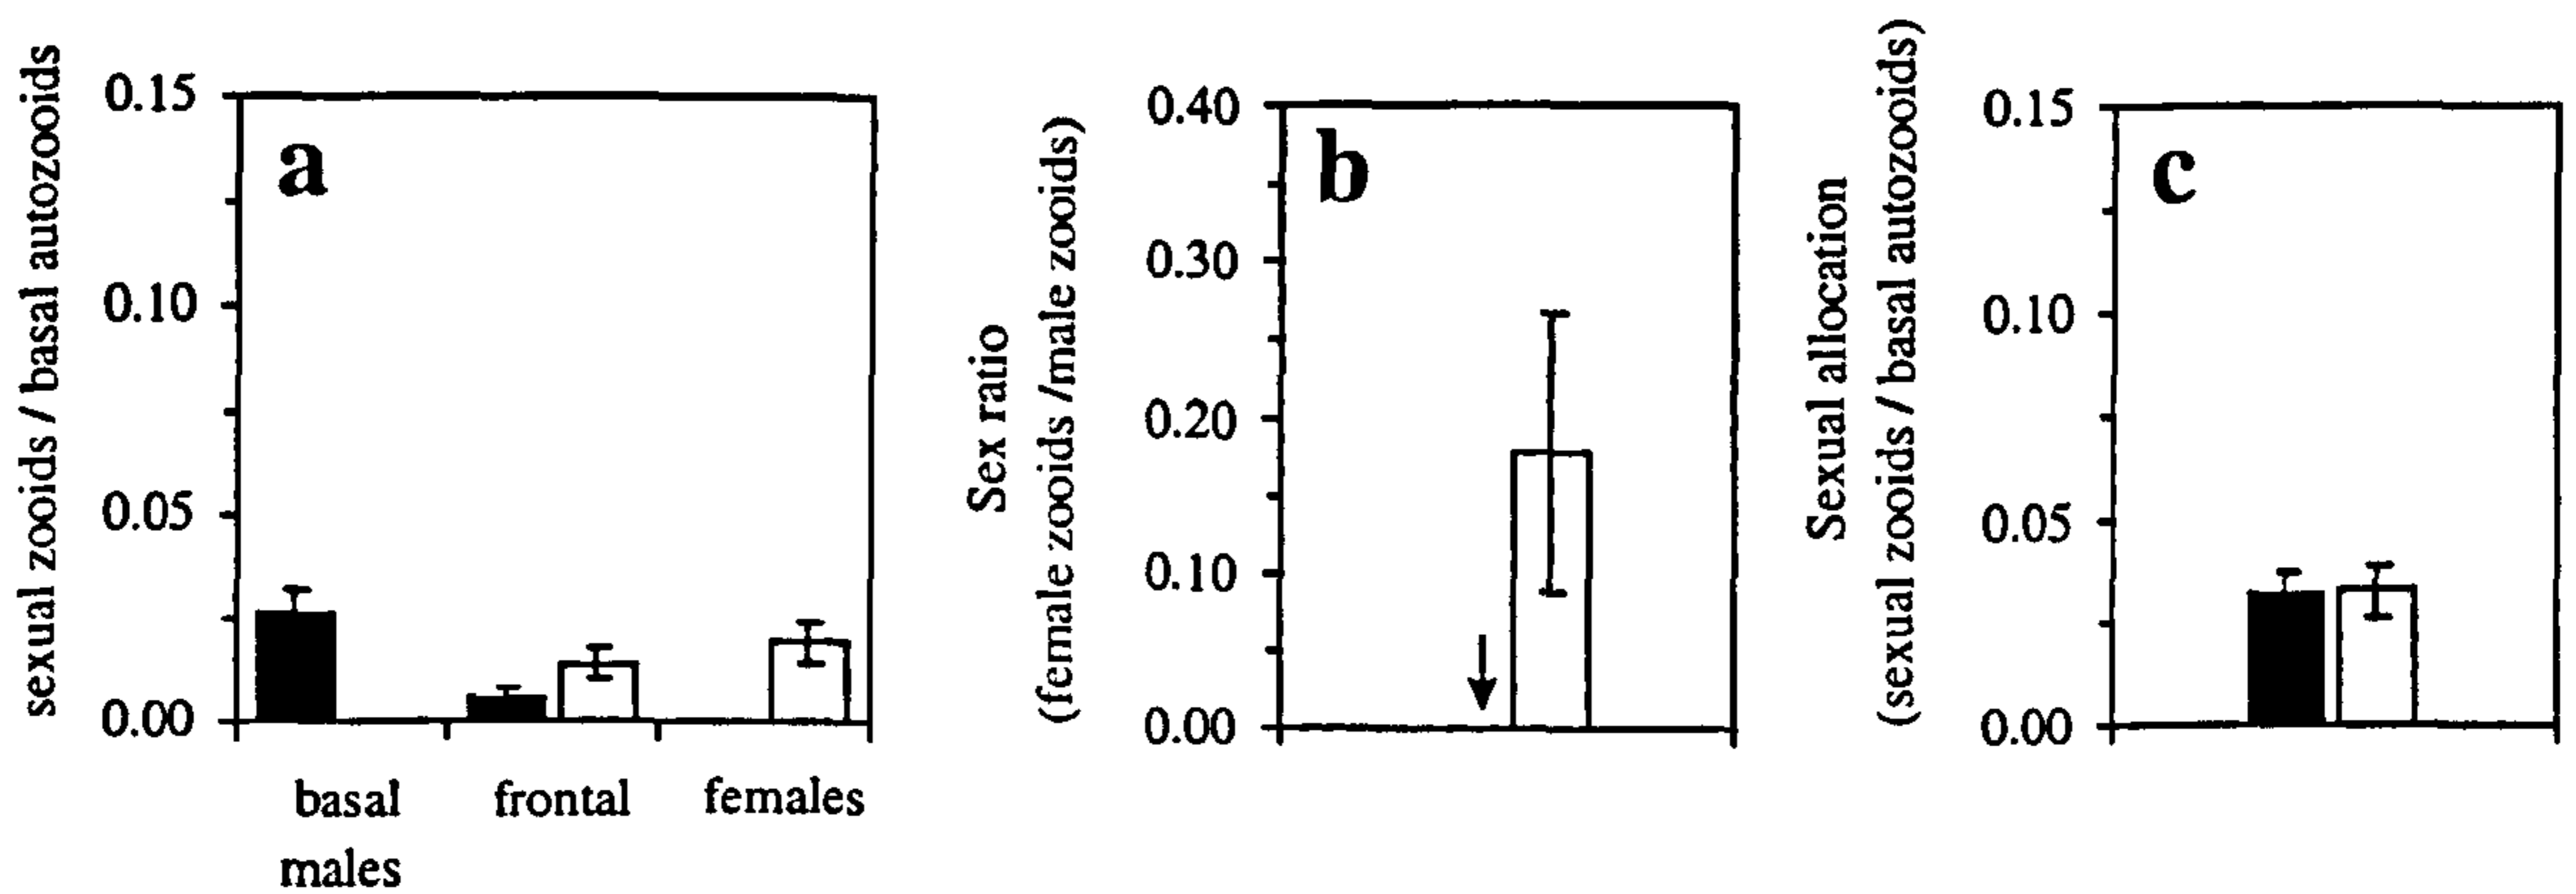 sexual zooids / basal autozooids
0.15
0.10
0.05
0.00
a
basal
males
frontal
females
Sex ratio
(female zooids /male zooids)
0.40
0.30
0.20
0.10
0.00
b
Sexual allocation
(sexual zooids / basal autozooids)
0.15
0.10
0.05
0.00
c